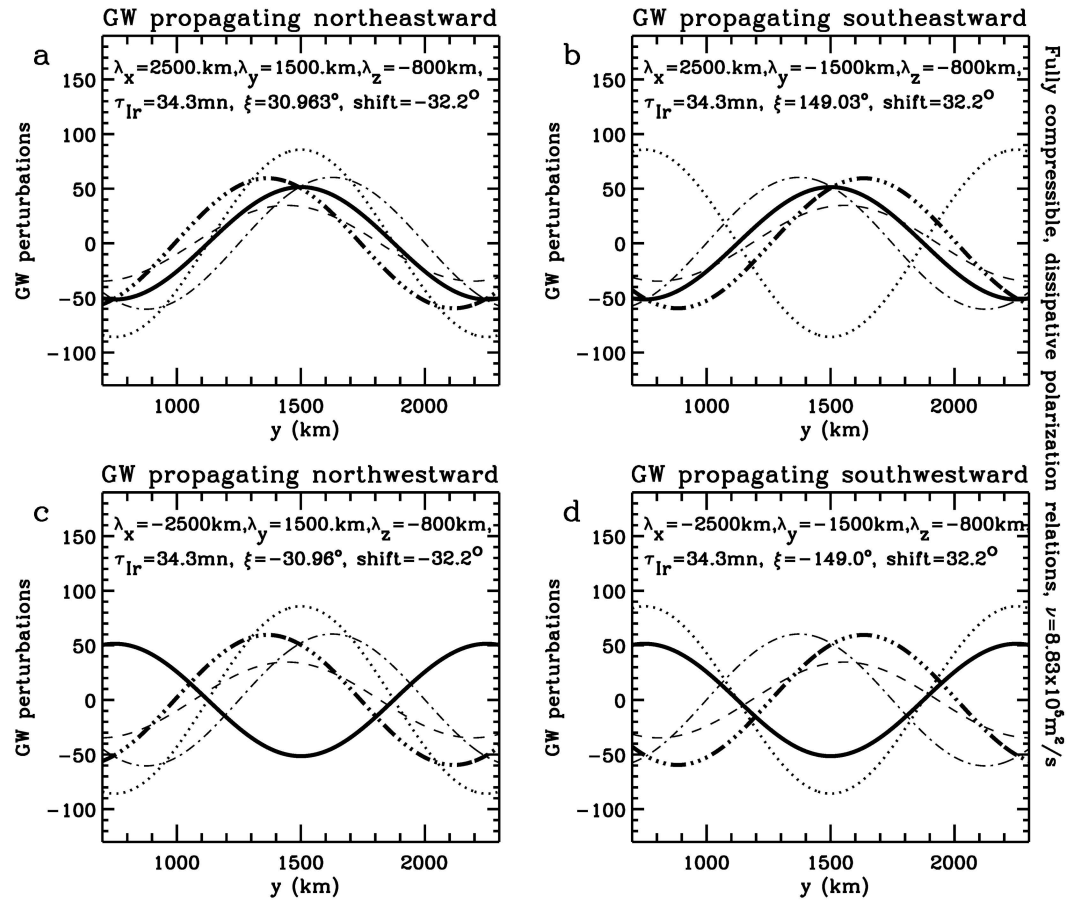 GW propagating northeastward
a
λx=2500.km,λy=1500.km,λz=−800km,
τIr=34.3mn, ξ=30.963°, shift=−32.2°
GW perturbations
150
100
50
0
−50
−100
1000
1500
2000
y (km)
GW propagating southeastward
b
λx=2500.km,λy=−1500km,λz=−800km,
τIr=34.3mn, ξ=149.03°, shift=32.2°
GW perturbations
150
100
50
0
−50
−100
1000
1500
2000
y (km)
GW propagating northwestward
c
λx=−2500km,λy=1500.km,λz=−800km,
τIr=34.3mn, ξ=−30.96°, shift=−32.2°
GW perturbations
150
100
50
0
−50
−100
1000
1500
2000
y (km)
GW propagating southwestward
d
λx=−2500km,λy=−1500km,λz=−800km
τIr=34.3mn, ξ=−149.0°, shift=32.2°
GW perturbations
150
100
50
0
−50
−100
1000
1500
2000
y (km)
Fully compressible, dissipative polarization relations, ν=8.83x10⁵m²/s